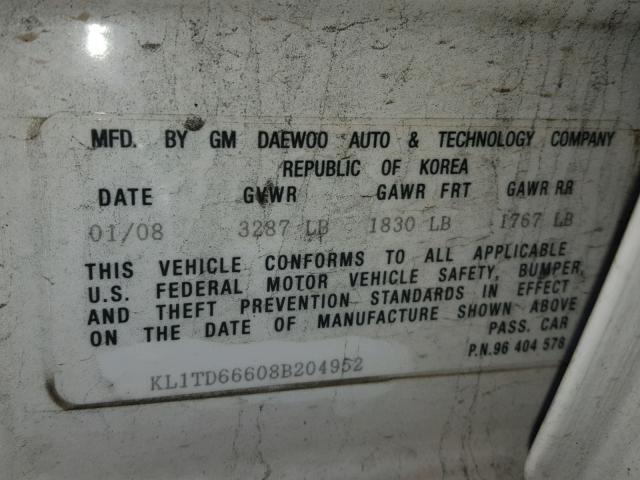 MFD. BY GM DAEWOO AUTO & TECHNOLOGY COMPANY
REPUBLIC OF KOREA
DATE GVWR GAWR FRT GAWR RR
01/08 3287 LB 1830 LB 1767 LB
THIS VEHICLE CONFORMS TO ALL APPLICABLE
U.S. FEDERAL MOTOR VEHICLE SAFETY, BUMPER,
AND THEFT PREVENTION STANDARDS IN EFFECT
ON THE DATE OF MANUFACTURE SHOWN ABOVE
PASS. CAR
P.N.96 404 578
KL1TD66608B204952